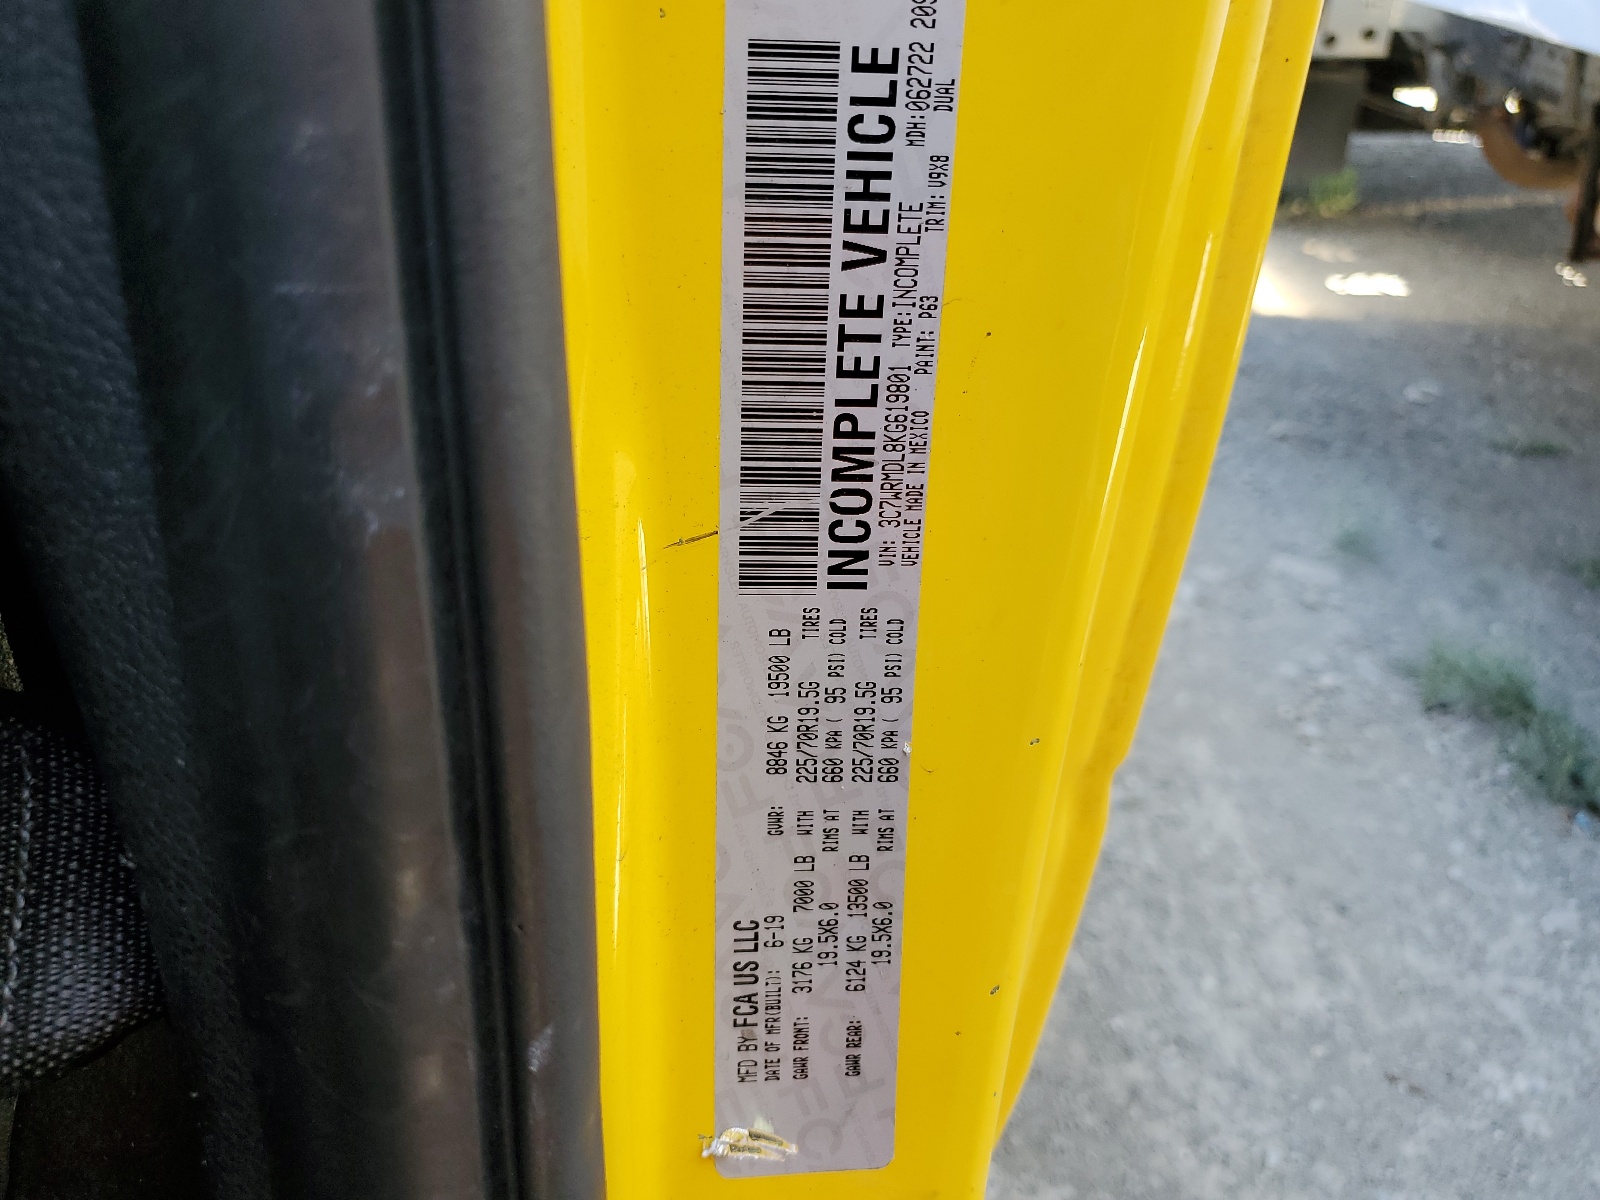 MFD BY FCA US LLC
DATE OF MFR(BUILT): 6-19 GVWR: 8846 KG 19500 LB
GAWR FRONT: 3176 KG 7000 LB WITH 225/70R19.5G TIRES
19.5X6.0 RIMS AT 660 KPA ( 95 PSI) COLD
GAWR REAR: 6124 KG 13500 LB WITH 225/70R19.5G TIRES
19.5X6.0 RIMS AT 660 KPA ( 95 PSI) COLD
INCOMPLETE VEHICLE
VIN: 3C7WRMDL8KG619801 TYPE: INCOMPLETE MDH: 062722 209
VEHICLE MADE IN MEXICO PAINT: P63 TRIM: V9X8 DUAL